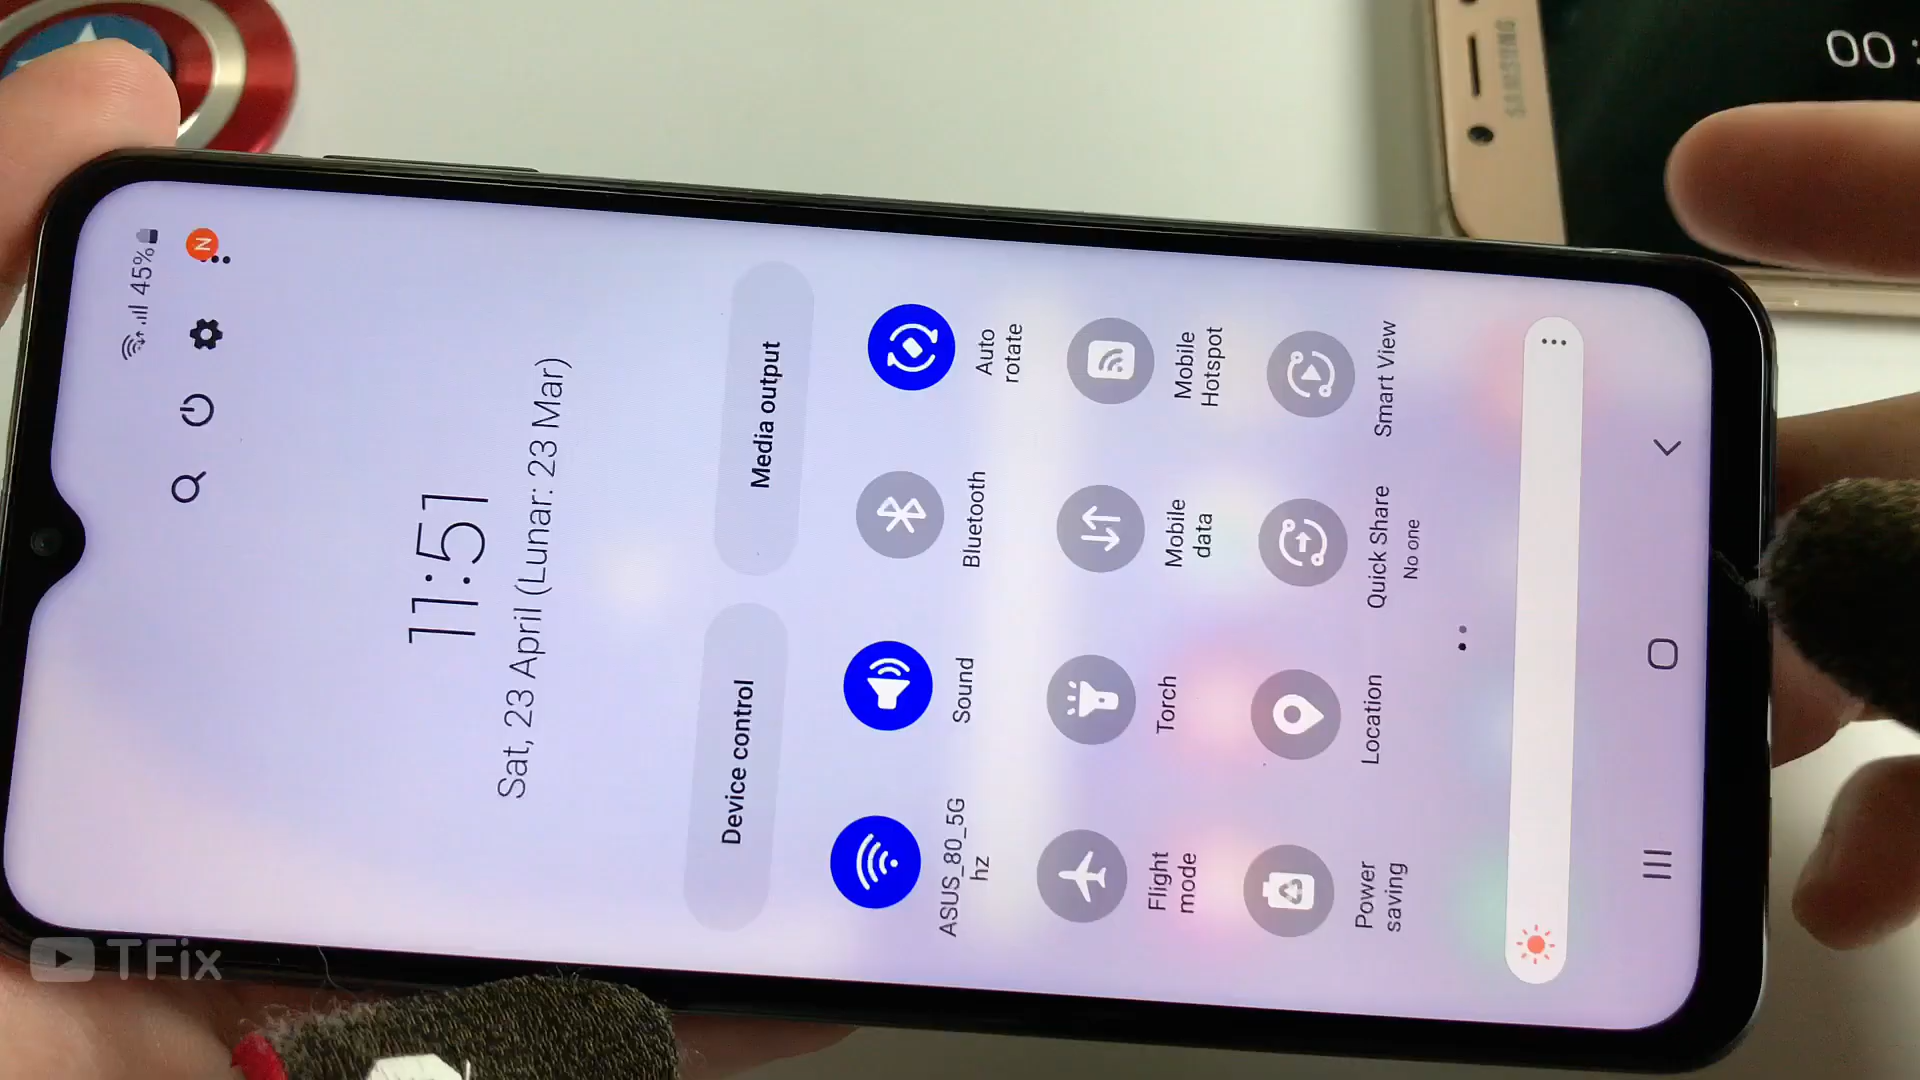 45%
N
11:51
Sat, 23 April (Lunar: 23 Mar)
Device control
Media output
ASUS_80_5G
hz
Sound
Bluetooth
Auto
rotate
Flight
mode
Torch
Mobile
data
Mobile
Hotspot
Power
saving
Location
Quick Share
No one
Smart View
SAMSUNG
00 :
TFix